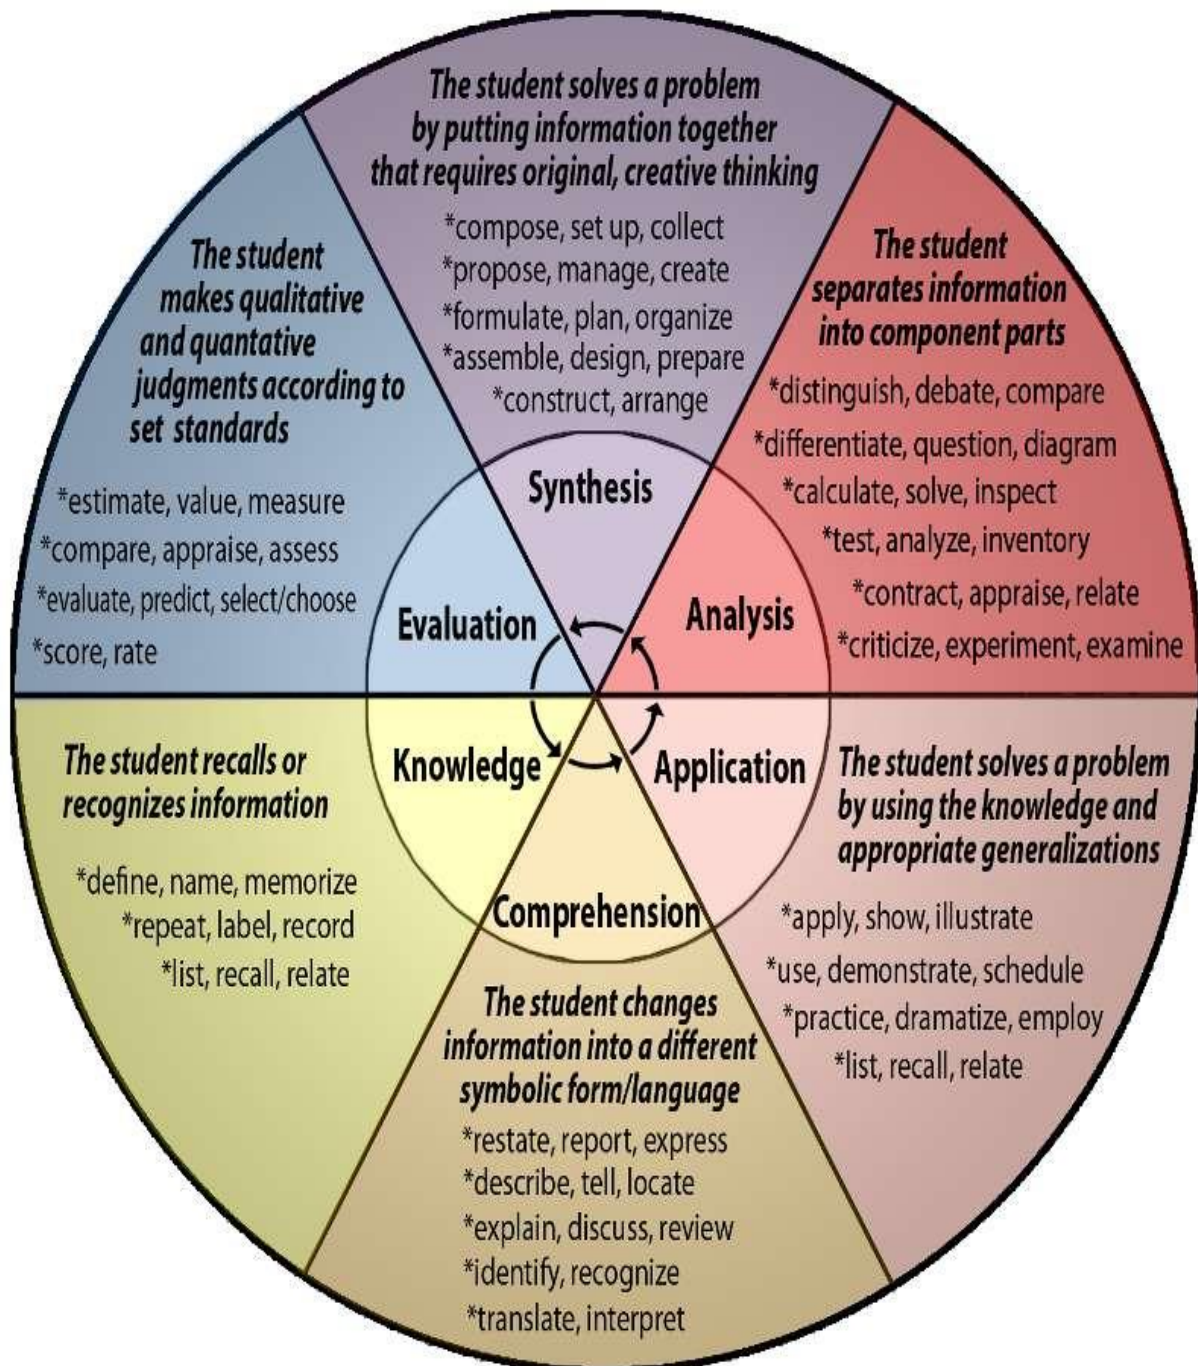 The student solves a problem
by putting information together
that requires original, creative thinking
*compose, set up, collect
*propose, manage, create
*formulate, plan, organize
*assemble, design, prepare
*construct, arrange
Synthesis
The student
separates information
into component parts
*distinguish, debate, compare
*differentiate, question, diagram
*calculate, solve, inspect
*test, analyze, inventory
*contract, appraise, relate
*criticize, experiment, examine
Analysis
The student
makes qualitative
and quantative
judgments according to
set standards
*estimate, value, measure
*compare, appraise, assess
*evaluate, predict, select/choose
*score, rate
Evaluation
Knowledge
The student recalls or
recognizes information
*define, name, memorize
*repeat, label, record
*list, recall, relate
Comprehension
The student changes
information into a different
symbolic form/language
*restate, report, express
*describe, tell, locate
*explain, discuss, review
*identify, recognize
*translate, interpret
Application
The student solves a problem
by using the knowledge and
appropriate generalizations
*apply, show, illustrate
*use, demonstrate, schedule
*practice, dramatize, employ
*list, recall, relate